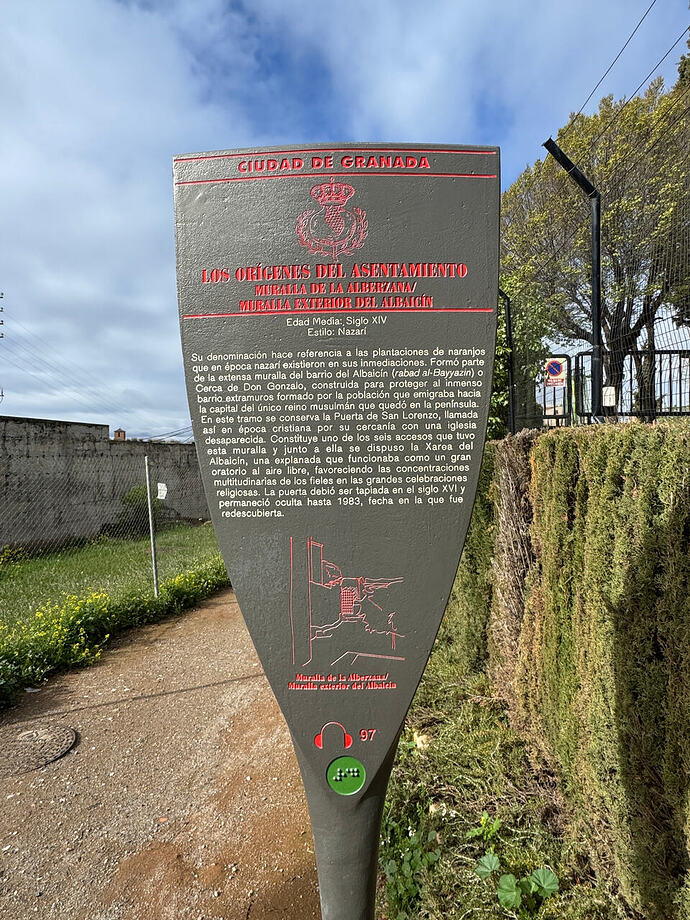 CIUDAD DE GRANADA
LOS ORÍGENES DEL ASENTAMIENTO
MURALLA DE LA ALBERZANA/
MURALLA EXTERIOR DEL ALBAICÍN
Edad Media: Siglo XIV
Estilo: Nazarí
Su denominación hace referencia a las plantaciones de naranjos
que en época nazarí existieron en sus inmediaciones. Formó parte
de la extensa muralla del barrio del Albaicín (rabad al-Bayyazin) o
Cerca de Don Gonzalo, construida para proteger al inmenso
barrio extramuros formado por la población que emigraba hacia
la capital del único reino musulmán que quedó en la península.
En este tramo se conserva la Puerta de San Lorenzo, llamada
así en época cristiana por su cercanía con una iglesia
desaparecida. Constituye uno de los seis accesos que tuvo
esta muralla y junto a ella se dispuso la Xarea del
Albaicín, una explanada que funcionaba como un gran
oratorio al aire libre, favoreciendo las concentraciones
multitudinarias de los fieles en las grandes celebraciones
religiosas. La puerta debió ser tapiada en el siglo XVI y
permaneció oculta hasta 1983, fecha en la que fue
redescubierta.
Muralla de la Alberzana/
Muralla exterior del Albaicín
97